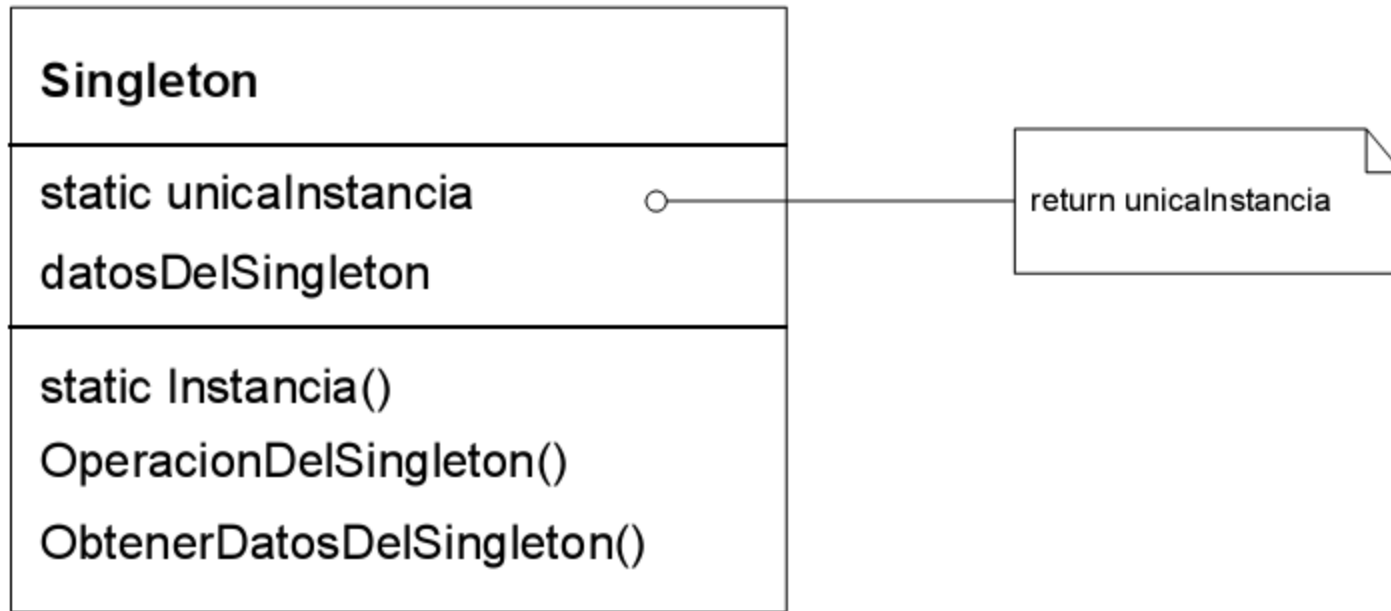 Singleton
static unicaInstancia
return unicaInstancia
datosDelSingleton
static Instancia()
OperacionDelSingleton()
ObtenerDatosDelSingleton()